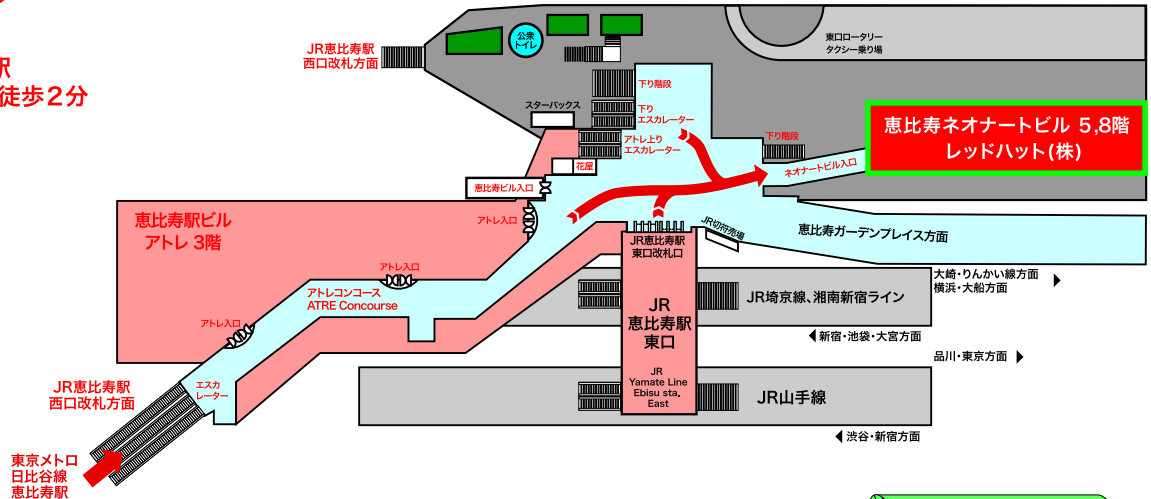 駅
徒歩2分
JR恵比寿駅
西口改札方面
公衆
トイレ
東口ロータリー
タクシー乗り場
下り階段
スターバックス
下り
エスカレーター
アトレ上り
エスカレーター
下り階段
恵比寿ネオナートビル 5,8階
レッドハット(株)
花屋
ネオナートビル入口
恵比寿ビル入口
恵比寿駅ビル
アトレ 3階
アトレ入口
JR切符売場
恵比寿ガーデンプレイス方面
JR恵比寿駅
東口改札口
アトレ入口
大崎・りんかい線方面
横浜・大船方面
アトレコンコース
ATRE Concourse
JR埼京線、湘南新宿ライン
JR
恵比寿駅
東口
アトレ入口
新宿・池袋・大宮方面
品川・東京方面
JR恵比寿駅
西口改札方面
エスカ
レーター
JR
Yamate Line
Ebisu sta.
East
JR山手線
渋谷・新宿方面
東京メトロ
日比谷線
恵比寿駅